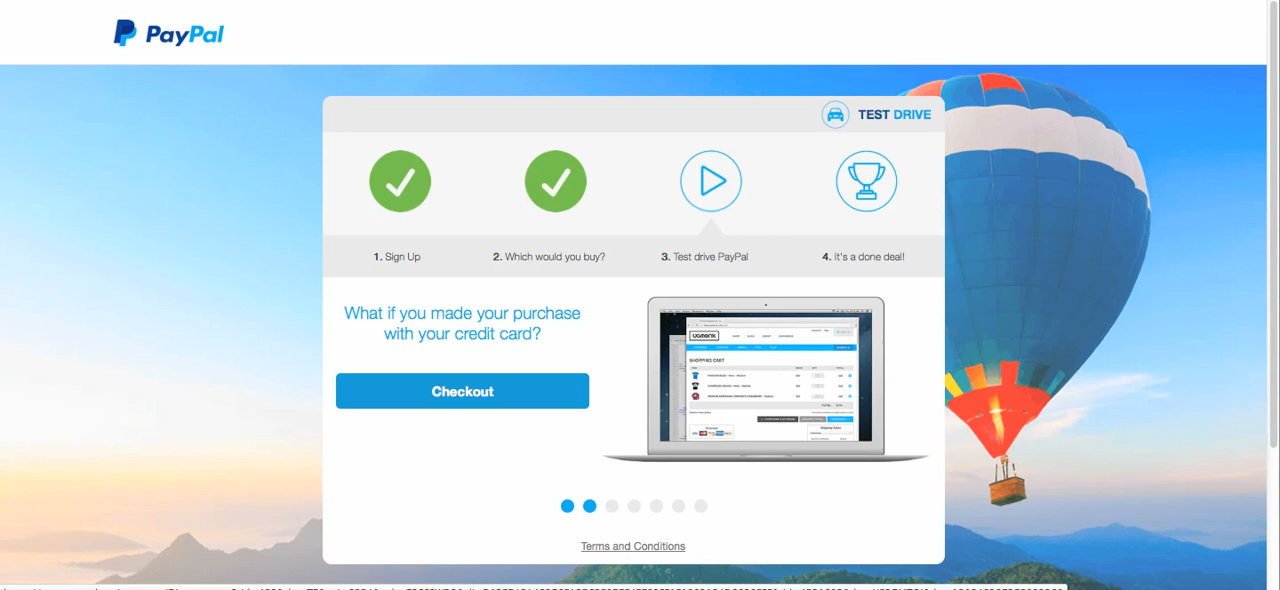 PayPal
TEST DRIVE
1. Sign Up
2. Which would you buy?
3. Test drive PayPal
4. It's a done deal!
What if you made your purchase
with your credit card?
Checkout
UGMONK
SHOPPING CART
Terms and Conditions